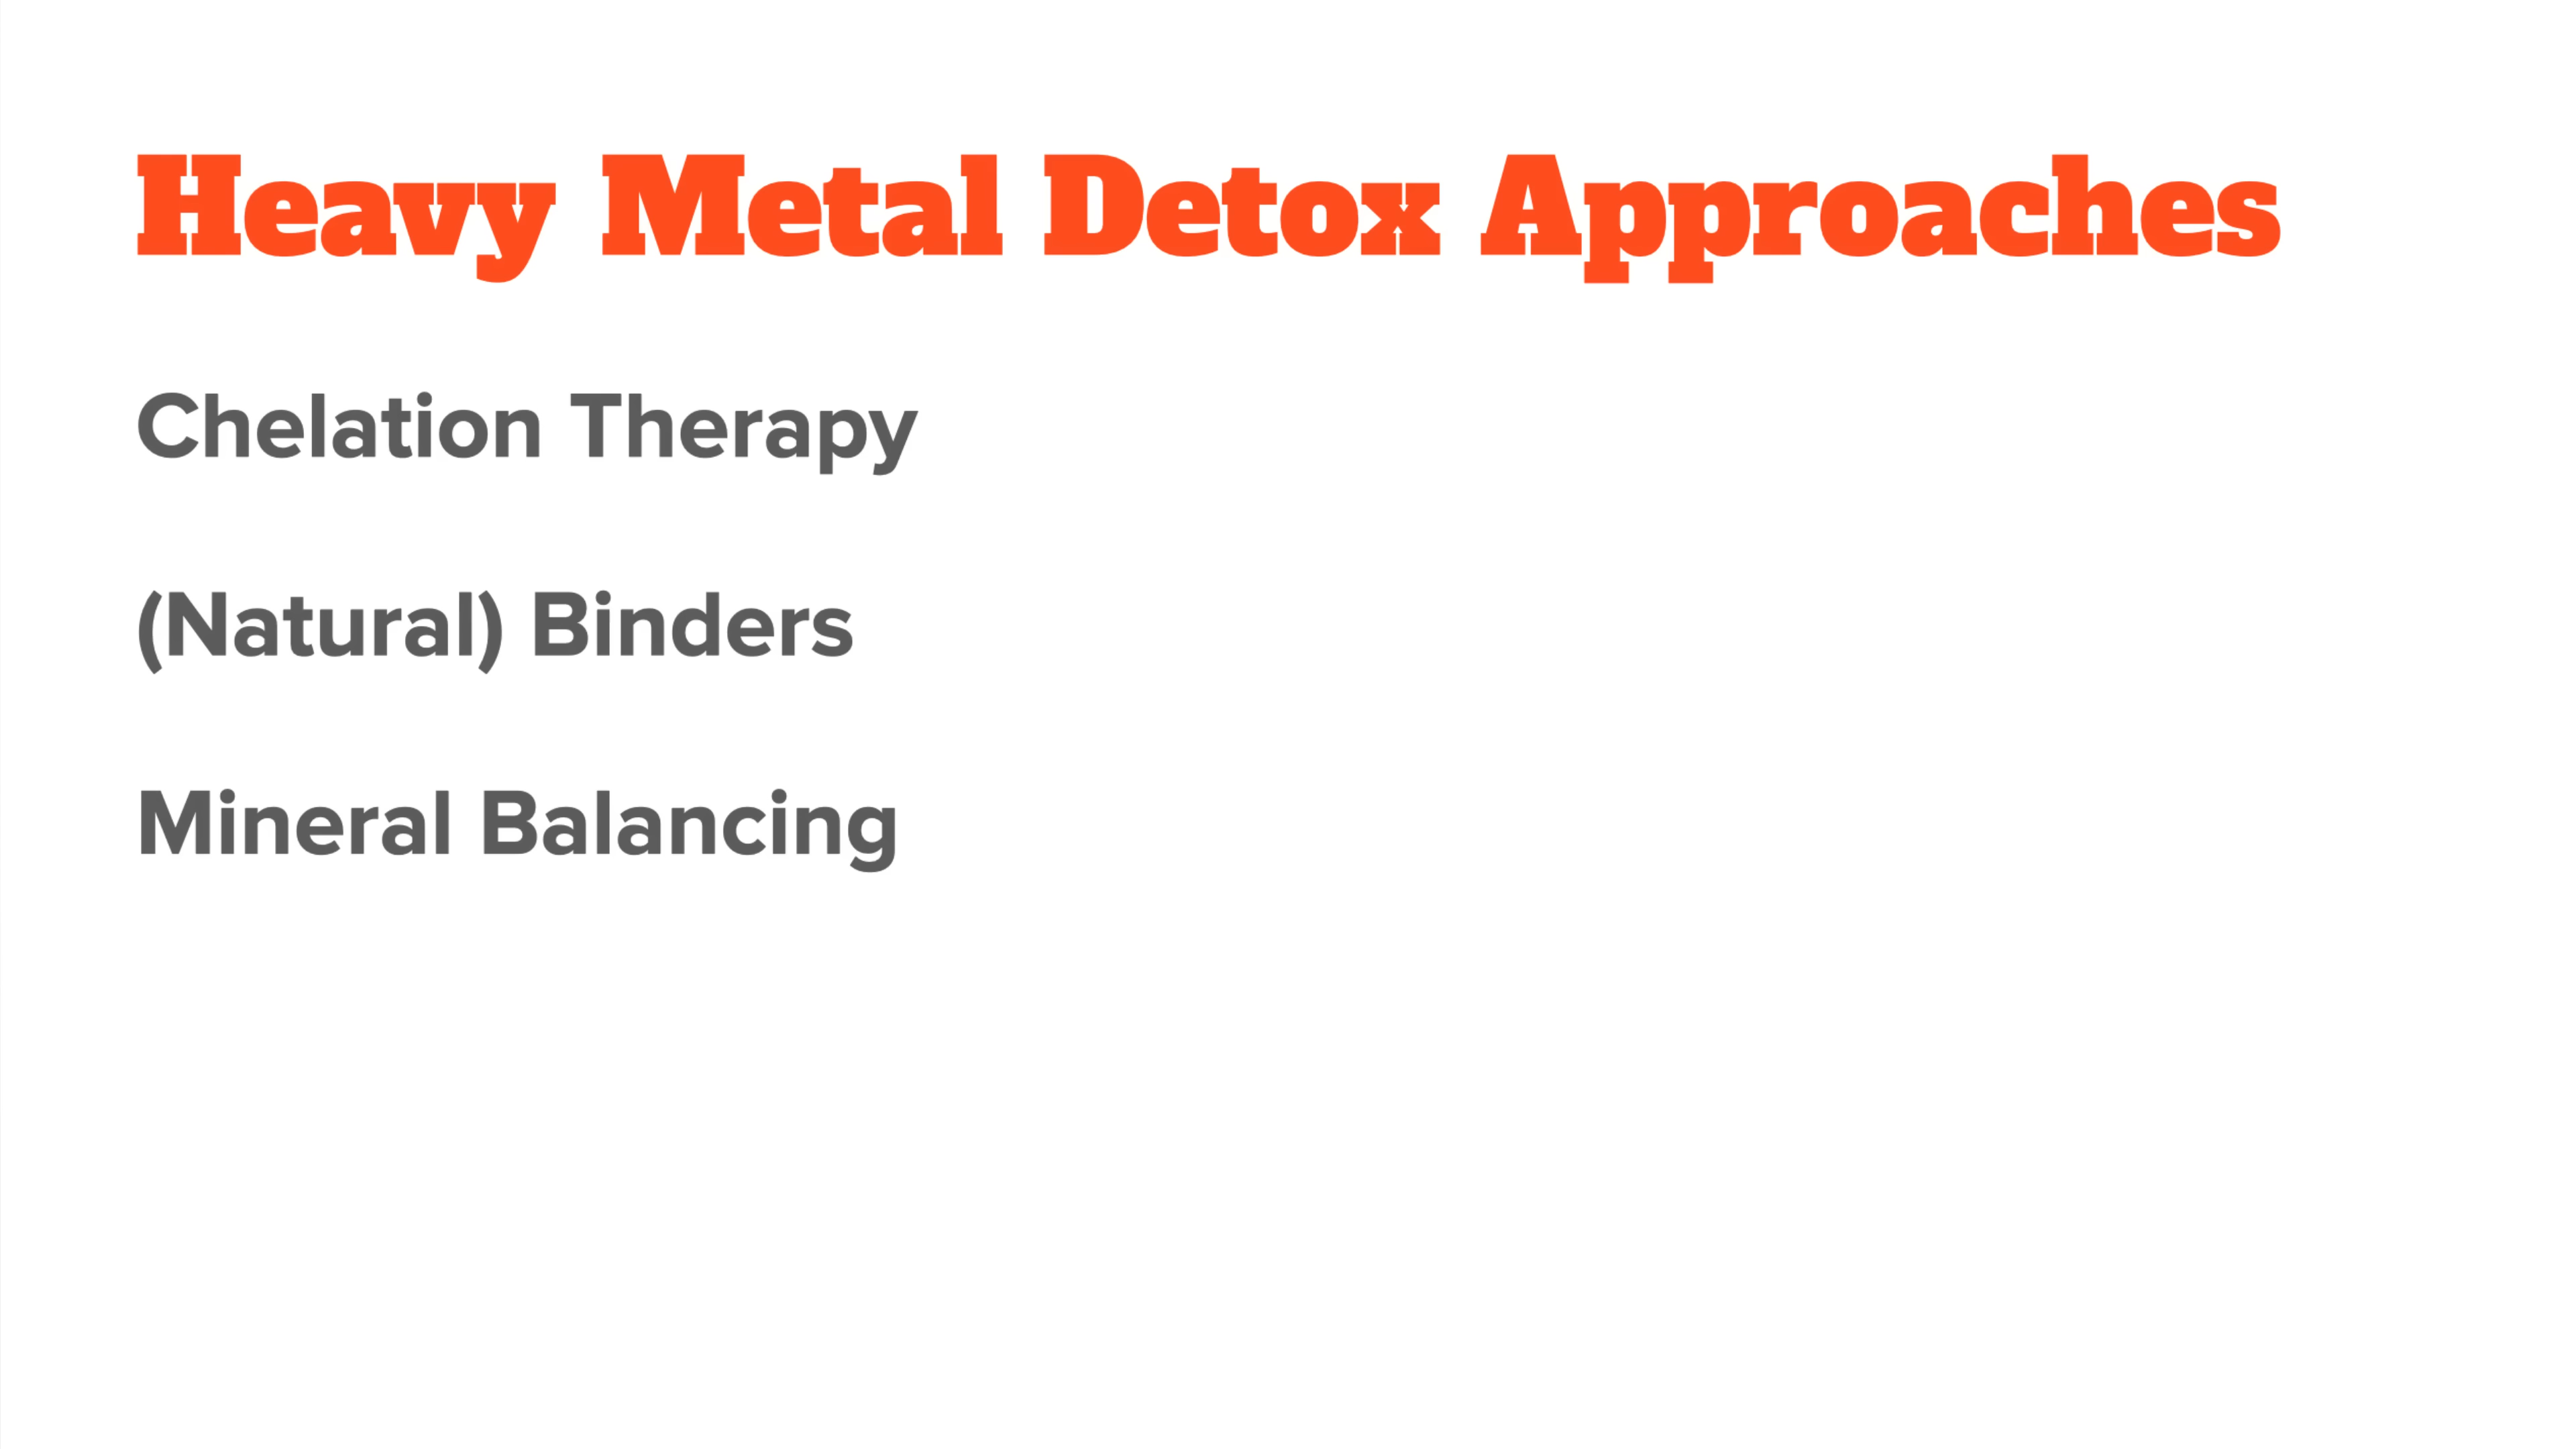 Heavy Metal Detox Approaches
Chelation Therapy
(Natural) Binders
Mineral Balancing